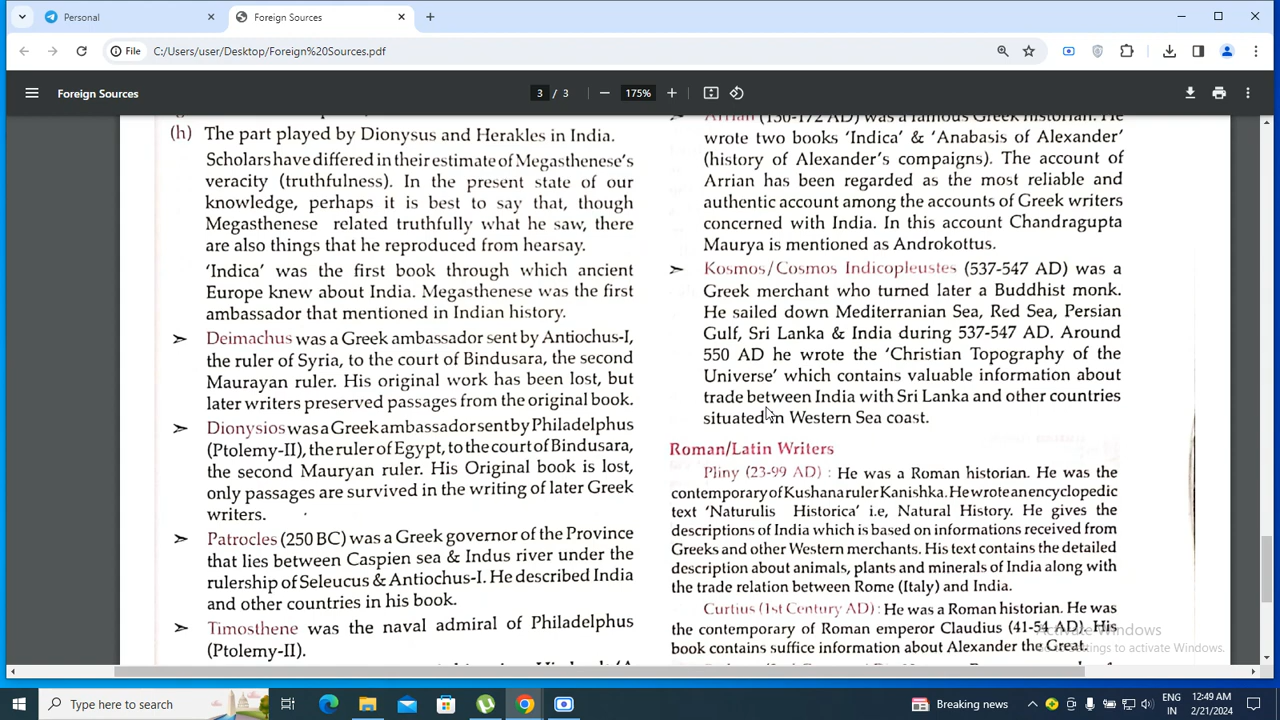 Personal
Foreign Sources
File
C:/Users/user/Desktop/Foreign%20Sources.pdf
Foreign Sources
3 / 3
175%
(h) The part played by Dionysus and Herakles in India.
Scholars have differed in their estimate of Megasthenese's
veracity (truthfulness). In the present state of our
knowledge, perhaps it is best to say that, though
Megasthenese related truthfully what he saw, there
are also things that he reproduced from hearsay.
'Indica' was the first book through which ancient
Europe knew about India. Megasthenese was the first
ambassador that mentioned in Indian history.
➢ Deimachus was a Greek ambassador sent by Antiochus-I,
the ruler of Syria, to the court of Bindusara, the second
Maurayan ruler. His original work has been lost, but
later writers preserved passages from the original book.
➢ Dionysios was a Greek ambassador sent by Philadelphus
(Ptolemy-II), the ruler of Egypt, to the court of Bindusara,
the second Mauryan ruler. His Original book is lost,
only passages are survived in the writing of later Greek
writers.
➢ Patrocles (250 BC) was a Greek governor of the Province
that lies between Caspien sea & Indus river under the
rulership of Seleucus & Antiochus-I. He described India
and other countries in his book.
➢ Timosthene was the naval admiral of Philadelphus
(Ptolemy-II).
➢ Arrian (130-172 AD) was a famous Greek historian. He
wrote two books 'Indica' & 'Anabasis of Alexander'
(history of Alexander's compaigns). The account of
Arrian has been regarded as the most reliable and
authentic account among the accounts of Greek writers
concerned with India. In this account Chandragupta
Maurya is mentioned as Androkottus.
➢ Kosmos/Cosmos Indicopleustes (537-547 AD) was a
Greek merchant who turned later a Buddhist monk.
He sailed down Mediterranean Sea, Red Sea, Persian
Gulf, Sri Lanka & India during 537-547 AD. Around
550 AD he wrote the 'Christian Topography of the
Universe' which contains valuable information about
trade between India with Sri Lanka and other countries
situated in Western Sea coast.
Roman/Latin Writers
Pliny (23-99 AD) : He was a Roman historian. He was the
contemporary of Kushana ruler Kanishka. He wrote an encyclopedic
text 'Naturulis Historica' i.e, Natural History. He gives the
descriptions of India which is based on informations received from
Greeks and other Western merchants. His text contains the detailed
description about animals, plants and minerals of India along with
the trade relation between Rome (Italy) and India.
Curtius (1st Century AD) : He was a Roman historian. He was
the contemporary of Roman emperor Claudius (41-54 AD). His
book contains suffice information about Alexander the Great.
Activate Windows
Go to Settings to activate Windows.
Type here to search
Breaking news
ENG
IN
12:49 AM
2/21/2024